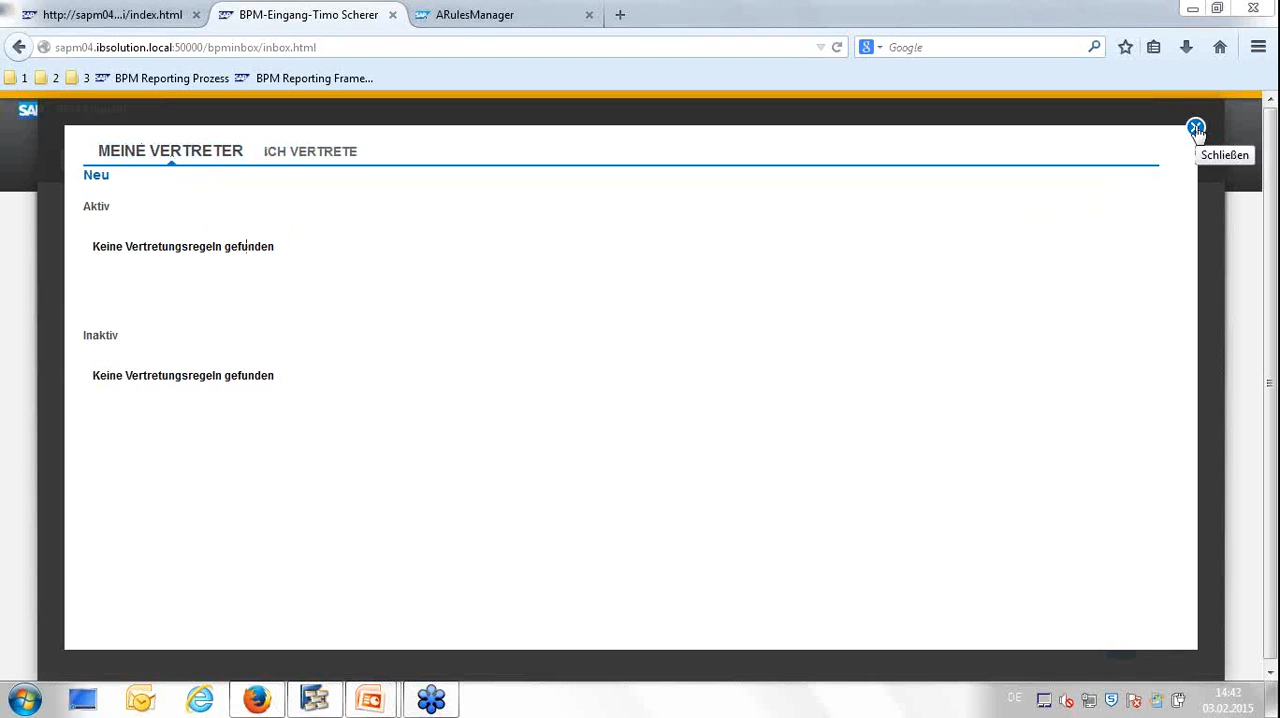 http://sapm04...i/index.html
BPM-Eingang-Timo Scherer
ARulesManager
sapm04.ibsolution.local:50000/bpminbox/inbox.html
Google
1
2
3
BPM Reporting Prozess
BPM Reporting Frame...
SAP
MEINE VERTRETER
ICH VERTRETE
Schließen
Neu
Aktiv
Keine Vertretungsregeln gefunden
Inaktiv
Keine Vertretungsregeln gefunden
DE
14:42
03.02.2015